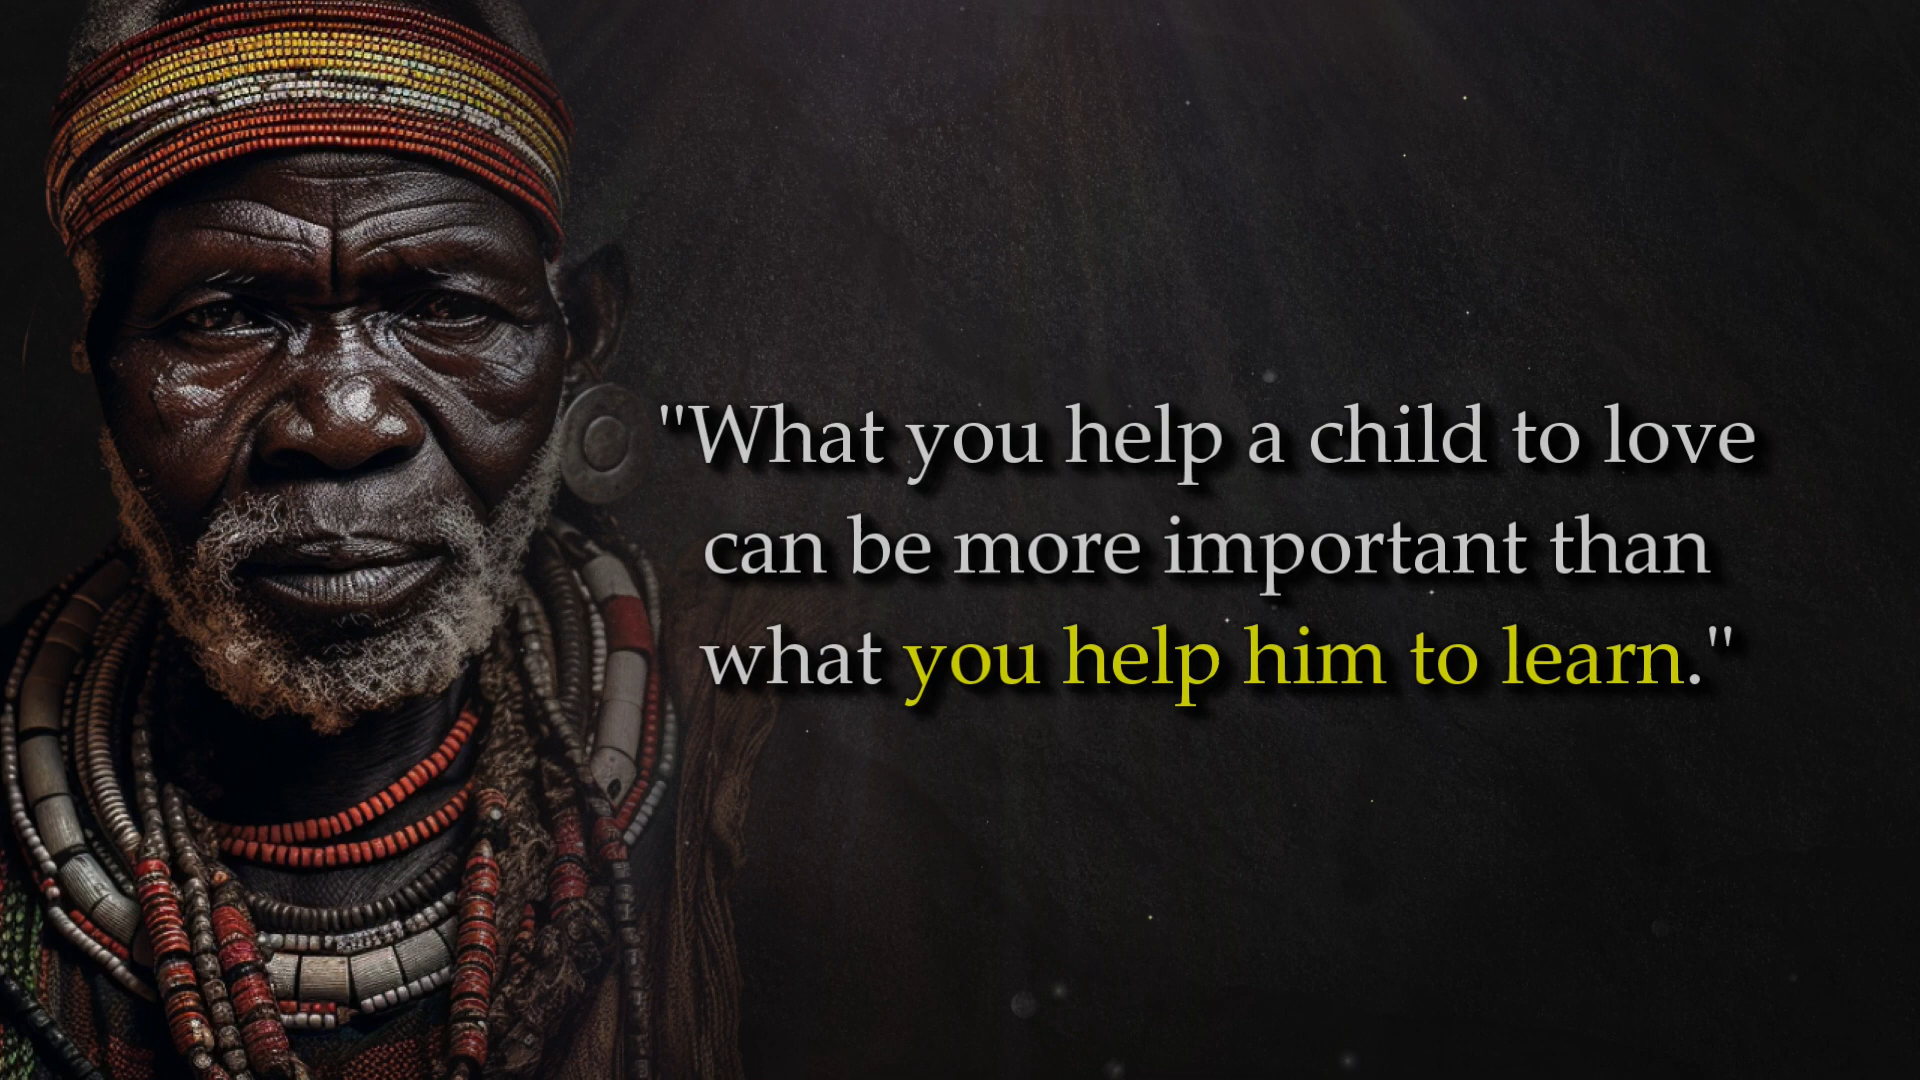 "What you help a child to love
can be more important than
what you help him to learn."